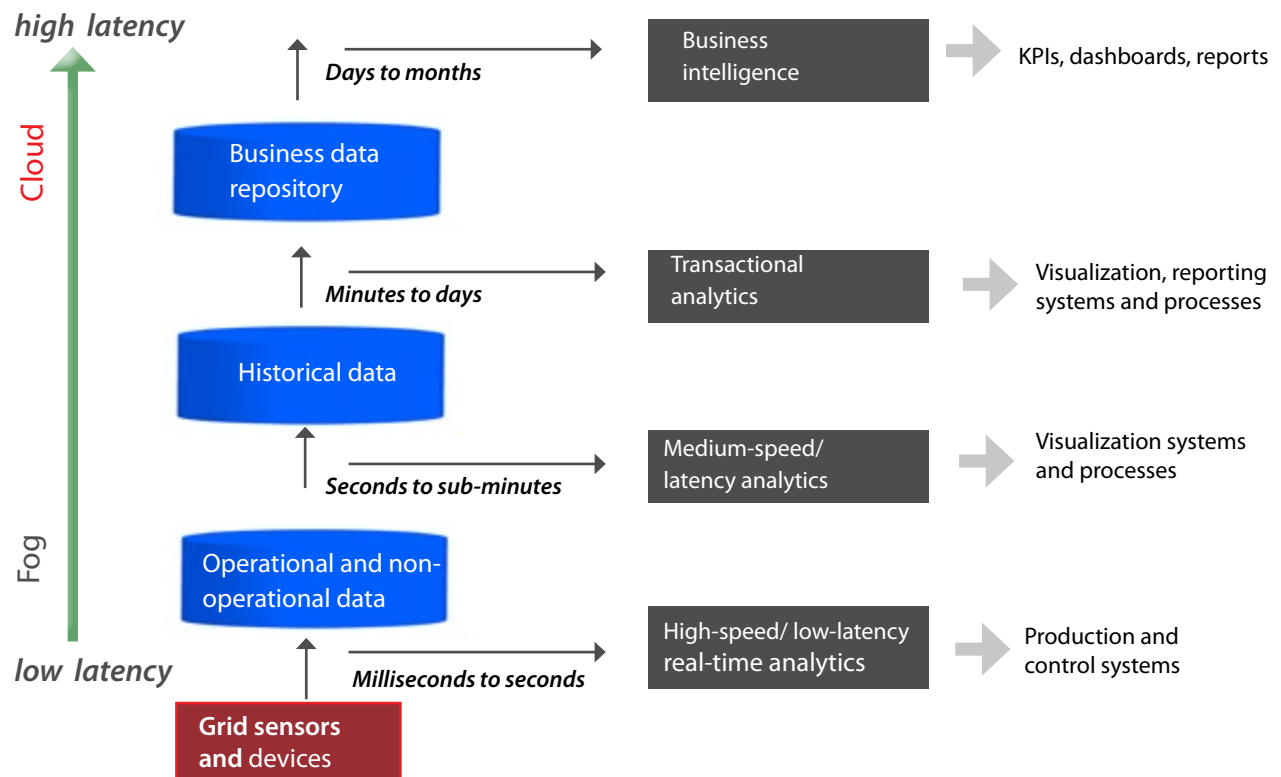 high latency
Cloud
Fog
low latency
Days to months
Business
intelligence
KPIs, dashboards, reports
Business data
repository
Minutes to days
Transactional
analytics
Visualization, reporting
systems and processes
Historical data
Seconds to sub-minutes
Medium-speed/
latency analytics
Visualization systems
and processes
Operational and non-
operational data
Milliseconds to seconds
High-speed/ low-latency
real-time analytics
Production and
control systems
Grid sensors
and devices